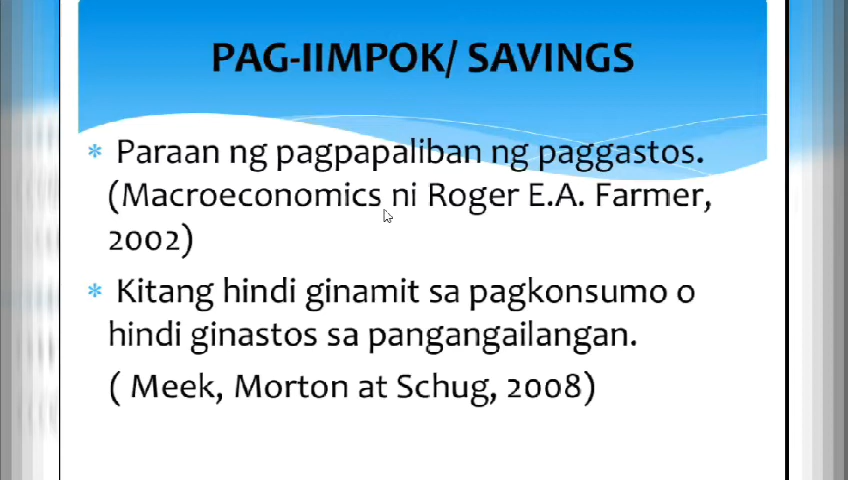 PAG-IIMPOK/ SAVINGS
* Paraan ng pagpapaliban ng paggastos.
(Macroeconomics ni Roger E.A. Farmer,
2002)
* Kitang hindi ginamit sa pagkonsumo o
hindi ginastos sa pangangailangan.
( Meek, Morton at Schug, 2008)